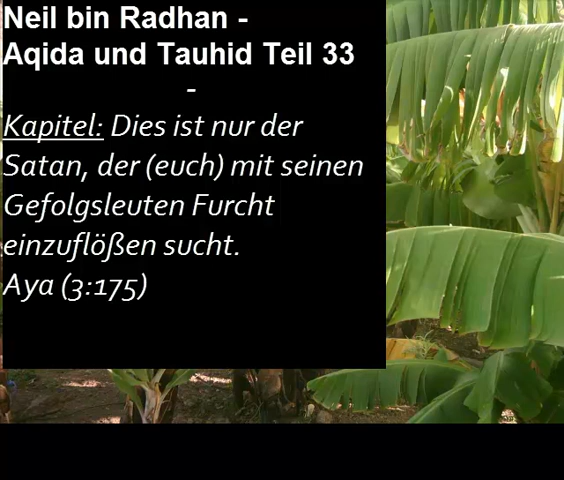 Neil bin Radhan -
Aqida und Tauhid Teil 33
-
Kapitel: Dies ist nur der
Satan, der (euch) mit seinen
Gefolgsleuten Furcht
einzuflößen sucht.
Aya (3:175)